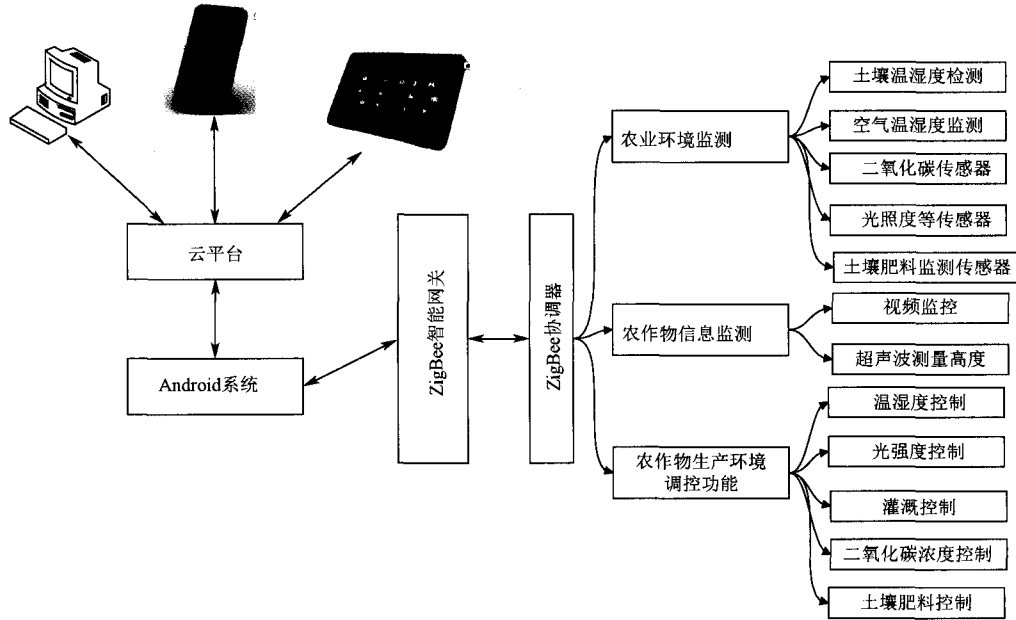 云平台
Android系统
ZigBee智能网关
ZigBee协调器
农业环境监测
土壤温湿度检测
空气温湿度监测
二氧化碳传感器
光照度等传感器
土壤肥料监测传感器
农作物信息监测
视频监控
超声波测量高度
农作物生产环境
调控功能
温湿度控制
光强度控制
灌溉控制
二氧化碳浓度控制
土壤肥料控制